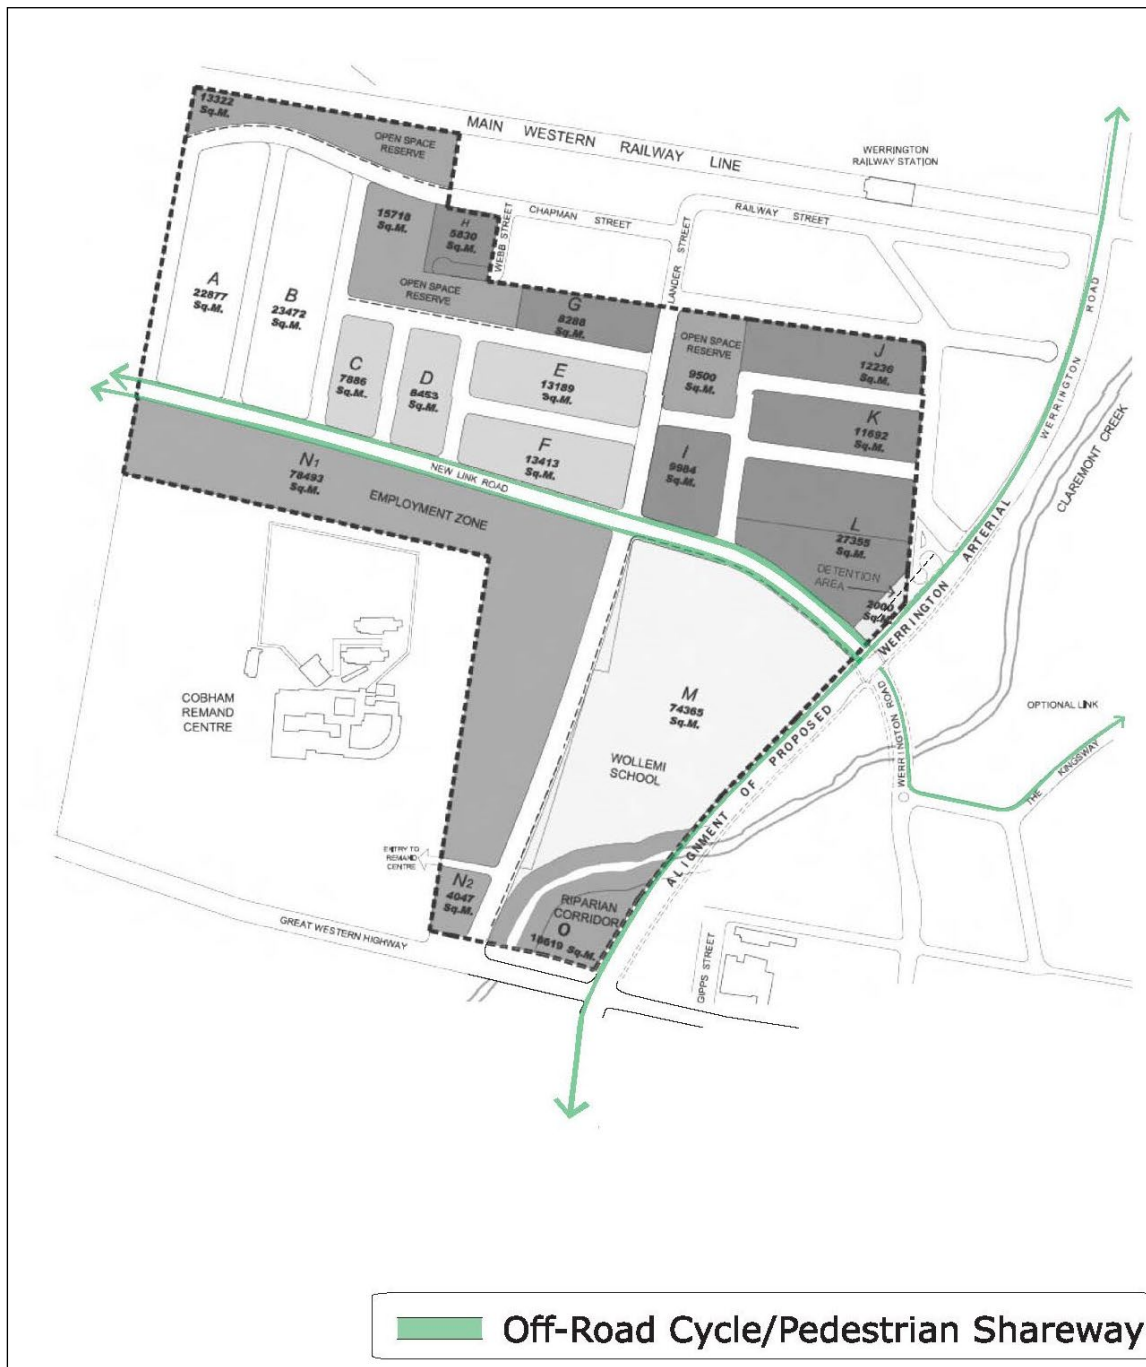 13322
Sq.M.
OPEN SPACE
RESERVE
MAIN WESTERN RAILWAY LINE
WERRINGTON
RAILWAY STATION
RAILWAY STREET
CHAPMAN STREET
WEBB STREET
LANDER STREET
15718
Sq.M.
H
5830
Sq.M.
OPEN SPACE
RESERVE
A
22877
Sq.M.
B
23472
Sq.M.
G
8288
Sq.M.
C
7886
Sq.M.
D
8453
Sq.M.
E
13189
Sq.M.
F
13413
Sq.M.
OPEN SPACE
RESERVE
9500
Sq.M.
J
12236
Sq.M.
K
11692
Sq.M.
I
9984
Sq.M.
L
27355
Sq.M.
DETENTION
AREA
2000
Sq.M.
WERRINGTON ROAD
CLAREMONT CREEK
N1
78493
Sq.M.
NEW LINK ROAD
EMPLOYMENT ZONE
COBHAM
REMAND
CENTRE
M
74365
Sq.M.
WOLLEMI
SCHOOL
ALIGNMENT OF PROPOSED WERRINGTON ARTERIAL
WERRINGTON ROAD
OPTIONAL LINK
THE KINGSWAY
ENTRY TO
REMAND
CENTRE
N2
4047
Sq.M.
RIPARIAN
CORRIDOR
O
18619 Sq.M.
GREAT WESTERN HIGHWAY
GIPPS STREET
Off-Road Cycle/Pedestrian Shareway